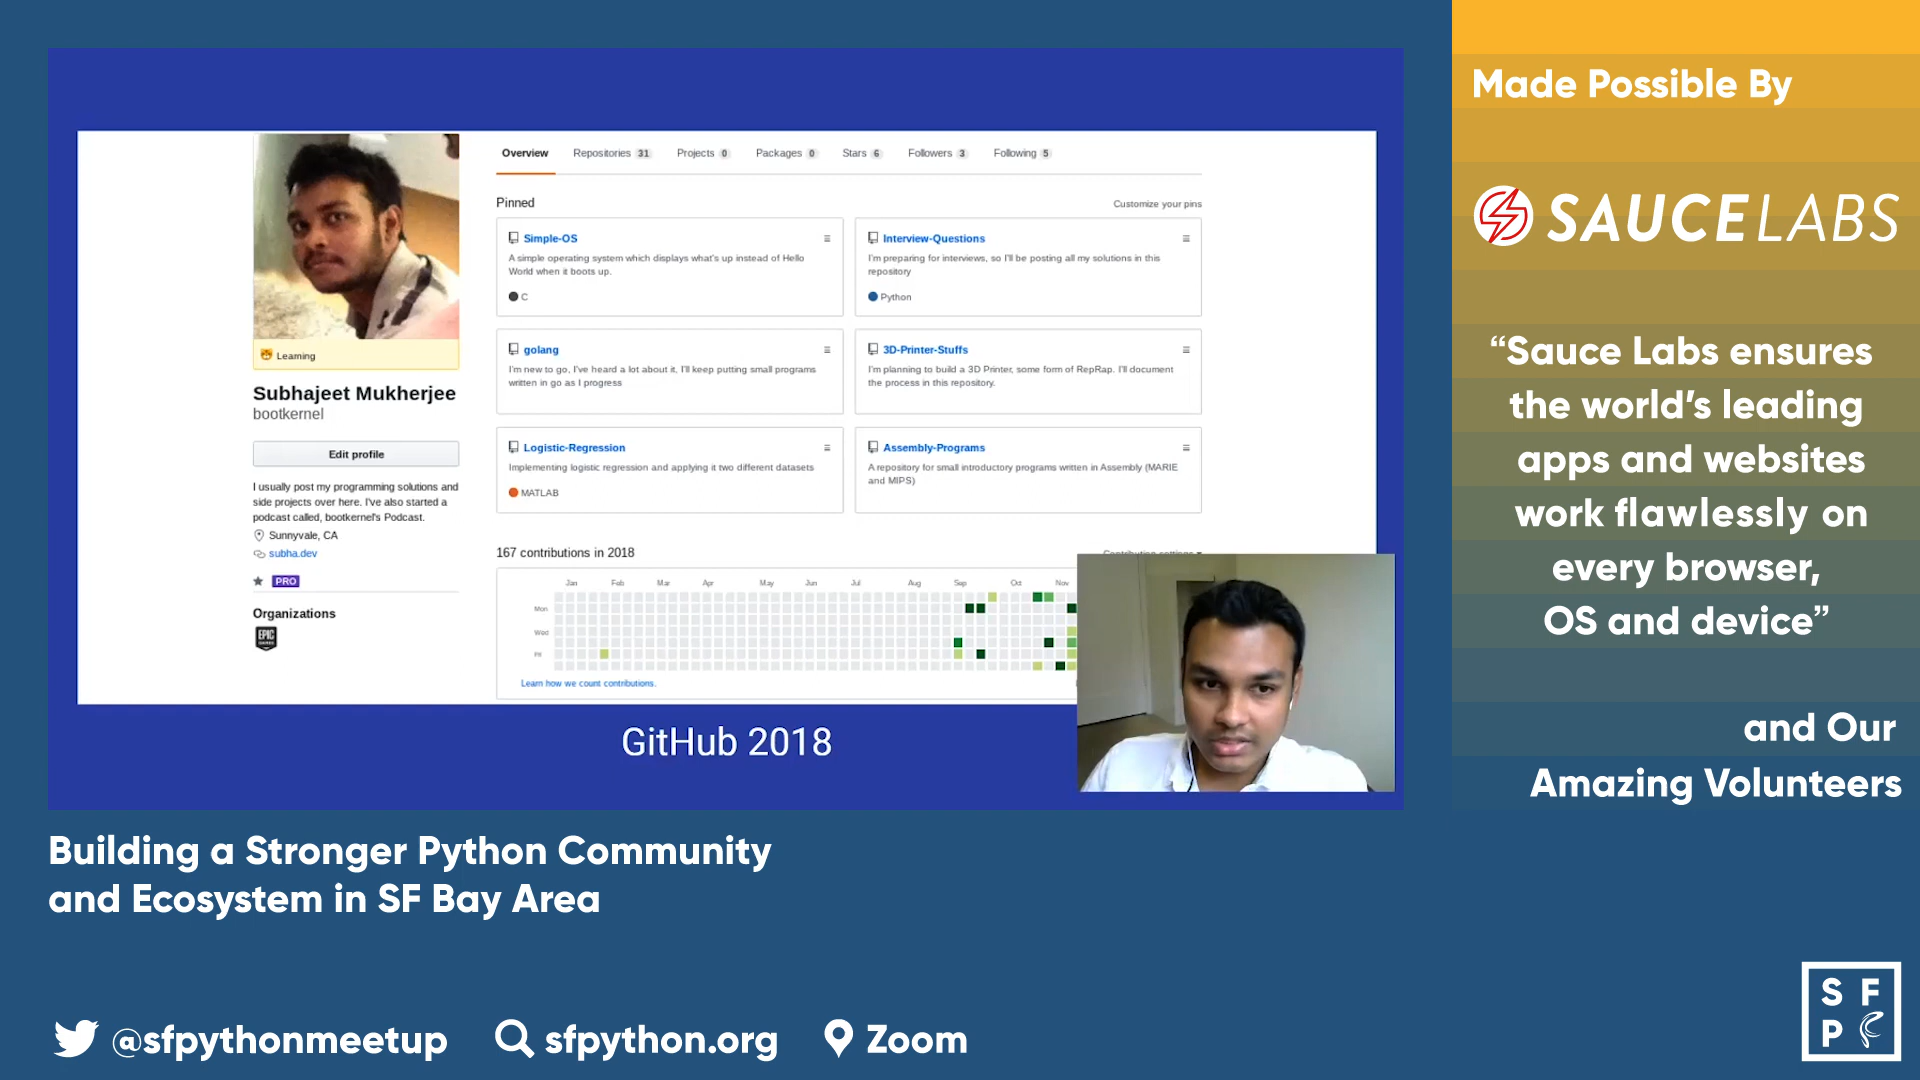 Overview Repositories 31 Projects 0 Packages 0 Stars 6 Followers 3 Following 5
Pinned
Customize your pins
Simple-OS
A simple operating system which displays what's up instead of Hello
World when it boots up.
C
Interview-Questions
I'm preparing for interviews, so I'll be posting all my solutions in this
repository
Python
golang
I'm new to go, I've heard a lot about it, I'll keep putting small programs
written in go as I progress
3D-Printer-Stuffs
I'm planning to build a 3D Printer, some form of RepRap. I'll document
the process in this repository.
Logistic-Regression
Implementing logistic regression and applying it two different datasets
MATLAB
Assembly-Programs
A repository for small introductory programs written in Assembly (MARIE
and MIPS)
Learning
Subhajeet Mukherjee
bootkernel
Edit profile
I usually post my programming solutions and
side projects over here. I've also started a
podcast called, bootkernel's Podcast.
Sunnyvale, CA
subha.dev
PRO
Organizations
EPIC
GAMES
167 contributions in 2018
Jan Feb Mar Apr May Jun Jul Aug Sep Oct Nov
Mon
Wed
Fri
Learn how we count contributions.
GitHub 2018
Made Possible By
SAUCELABS
“Sauce Labs ensures
the world’s leading
apps and websites
work flawlessly on
every browser,
OS and device”
and Our
Amazing Volunteers
Building a Stronger Python Community
and Ecosystem in SF Bay Area
@sfpythonmeetup sfpython.org Zoom
S F
P